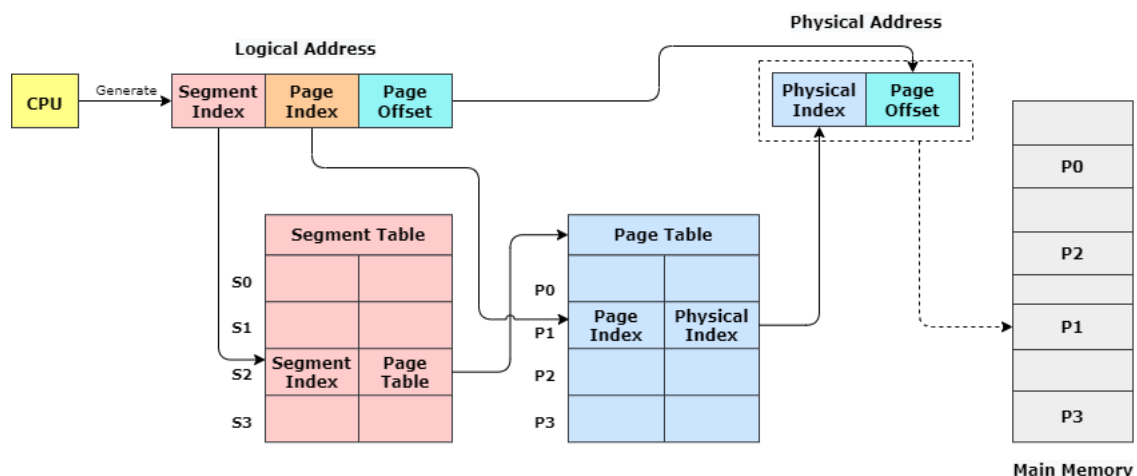 Physical Address
Logical Address
CPU
Generate
Segment
Index
Page
Index
Page
Offset
Physical
Index
Page
Offset
Segment Table
S0
S1
S2
Segment
Index
Page
Table
S3
Page Table
P0
P1
Page
Index
Physical
Index
P2
P3
P0
P2
P1
P3
Main Memory